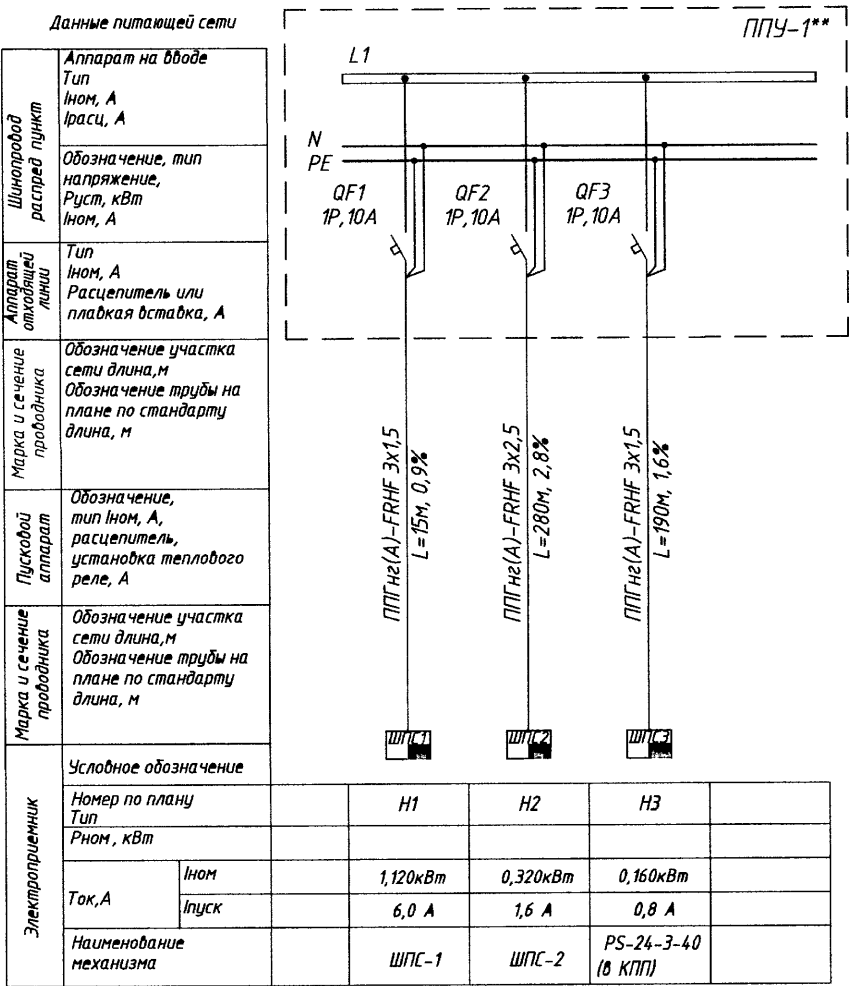 Данные питающей сети
ППУ-1**
Шинопровод
распред пункт
Аппарат на вводе
Тип
Iном, А
Iрасц, А
Обозначение, тип
напряжение,
Руст, кВт
Iном, А
L1
N
PE
QF1
1P, 10A
QF2
1P, 10A
QF3
1P, 10A
Аппарат
отходящей
линии
Тип
Iном, А
Расцепитель или
плавкая вставка, А
Марка и сечение
проводника
Обозначение участка
сети длина,м
Обозначение трубы на
плане по стандарту
длина, м
ППГнг(А)-FRHF 3х1,5
L=15м, 0,9%
ППГнг(А)-FRHF 3х2,5
L=280м, 2,8%
ППГнг(А)-FRHF 3х1,5
L=190м, 1,6%
Пусковой
аппарат
Обозначение,
тип Iном, А,
расцепитель,
установка теплового
реле, А
Марка и сечение
проводника
Обозначение участка
сети длина,м
Обозначение трубы на
плане по стандарту
длина, м
ШПС1
ШПС2
ШПС3
Электроприемник
Условное обозначение
Номер по плану
Тип
Н1
Н2
Н3
Рном, кВт
Ток,А
Iном
1,120кВт
0,320кВт
0,160кВт
Iпуск
6,0 А
1,6 А
0,8 А
Наименование
механизма
ШПС-1
ШПС-2
PS-24-3-40
(в КПП)